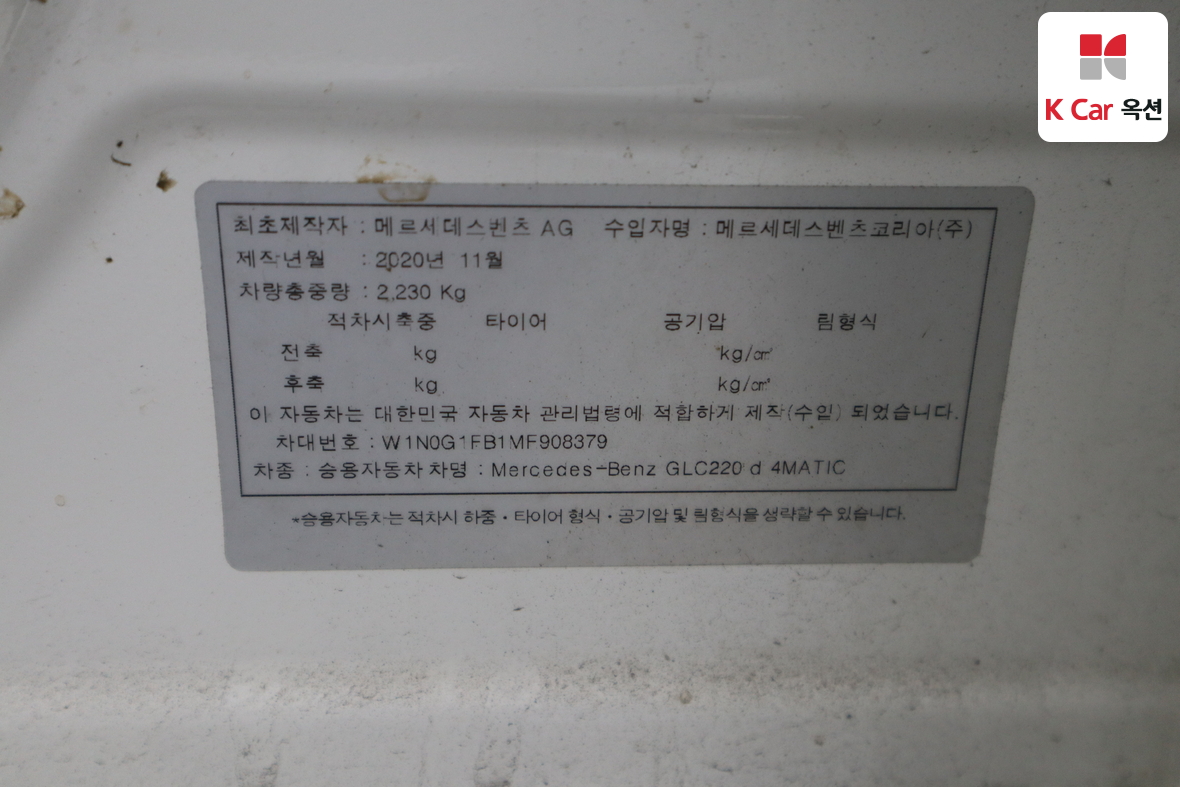 K Car 옥션
최초제작자 : 메르세데스벤츠 AG 수입자명 : 메르세데스벤츠코리아(주)
제작년월 : 2020년 11월
차량총중량 : 2,230 Kg
적차시축중 타이어 공기압 림형식
전축 kg kg/㎠
후축 kg kg/㎠
이 자동차는 대한민국 자동차 관리법령에 적합하게 제작(수입) 되었습니다.
차대번호 : W1N0G1FB1MF908379
차종 : 승용자동차 차명 : Mercedes-Benz GLC220 d 4MATIC
*승용자동차는 적차시 하중·타이어 형식·공기압 및 림형식을 생략할 수 있습니다.